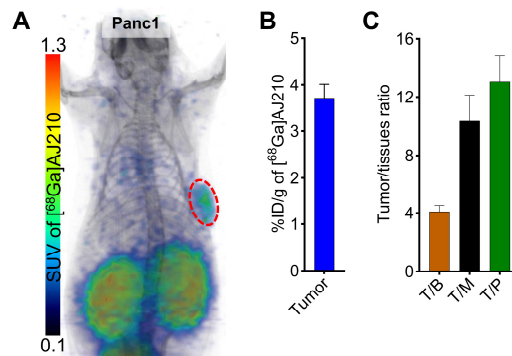 A
Panc1
1.3
SUV of [⁶⁸Ga]AJ210
0.1
B
%ID/g of [⁶⁸Ga]AJ210
5
4
3
2
1
0
Tumor
C
Tumor/tissues ratio
16
12
8
4
0
T/B
T/M
T/P